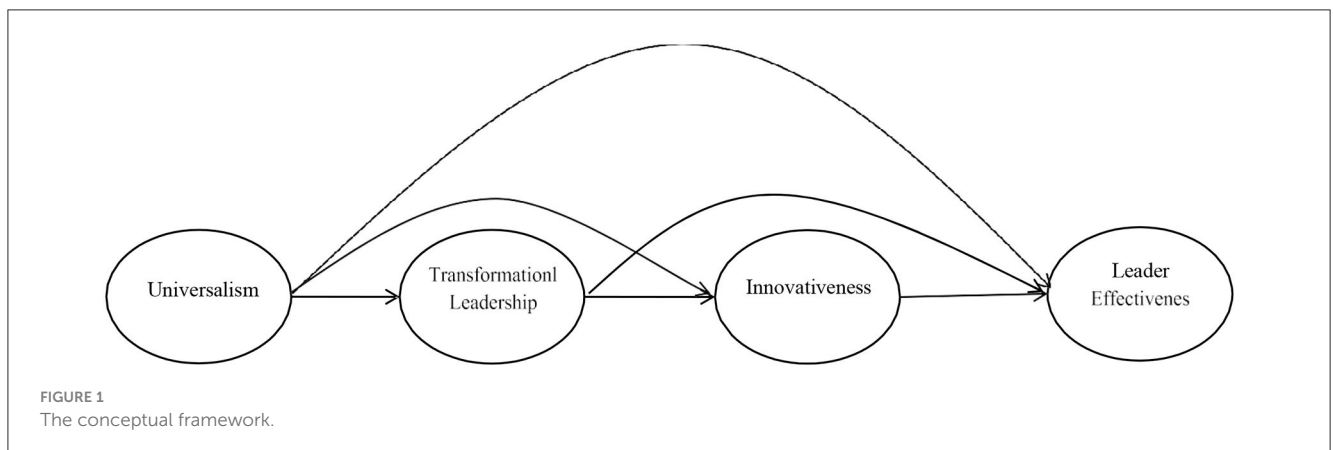 Universalism
Transformationl
Leadership
Innovativeness
Leader
Effectivenes
FIGURE 1
The conceptual framework.